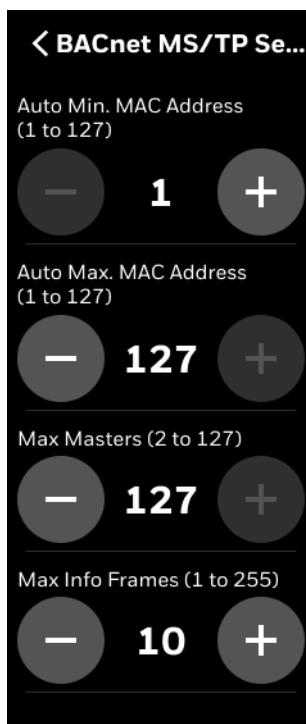 BACnet MS/TP Se...
Auto Min. MAC Address
(1 to 127)
1
Auto Max. MAC Address
(1 to 127)
127
Max Masters (2 to 127)
127
Max Info Frames (1 to 255)
10